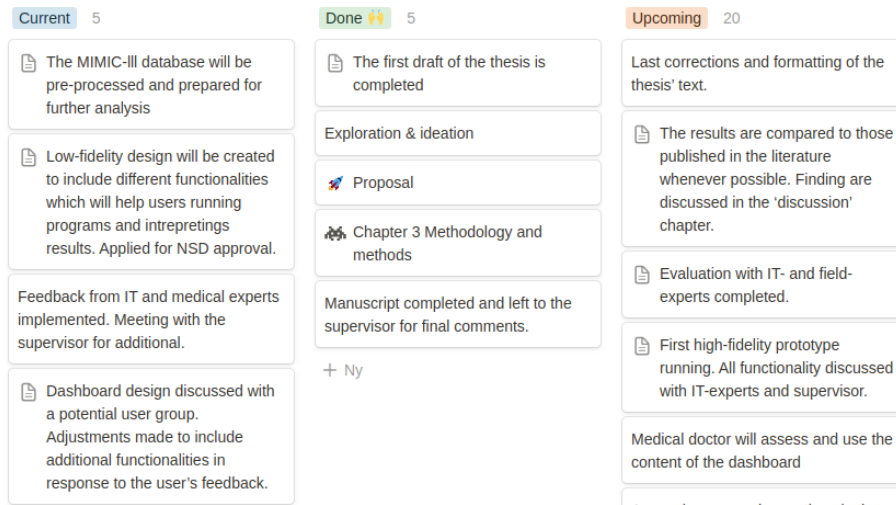 Current 5
The MIMIC-lll database will be
pre-processed and prepared for
further analysis
Low-fidelity design will be created
to include different functionalities
which will help users running
programs and intrepretings
results. Applied for NSD approval.
Feedback from IT and medical experts
implemented. Meeting with the
supervisor for additional.
Dashboard design discussed with
a potential user group.
Adjustments made to include
additional functionalities in
response to the user's feedback.
Done 🙌 5
The first draft of the thesis is
completed
Exploration & ideation
🚀 Proposal
👾 Chapter 3 Methodology and
methods
Manuscript completed and left to the
supervisor for final comments.
+ Ny
Upcoming 20
Last corrections and formatting of the
thesis' text.
The results are compared to those
published in the literature
whenever possible. Finding are
discussed in the 'discussion'
chapter.
Evaluation with IT- and field-
experts completed.
First high-fidelity prototype
running. All functionality discussed
with IT-experts and supervisor.
Medical doctor will assess and use the
content of the dashboard